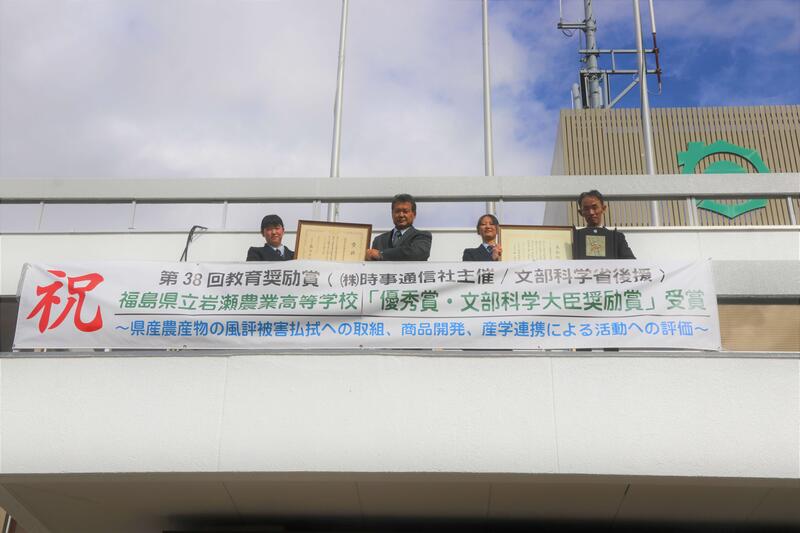 祝
第38回教育奨励賞（㈱時事通信社主催/文部科学省後援）
福島県立岩瀬農業高等学校「優秀賞・文部科学大臣奨励賞」受賞
～県産農産物の風評被害払拭への取組、商品開発、産学連携による活動への評価～